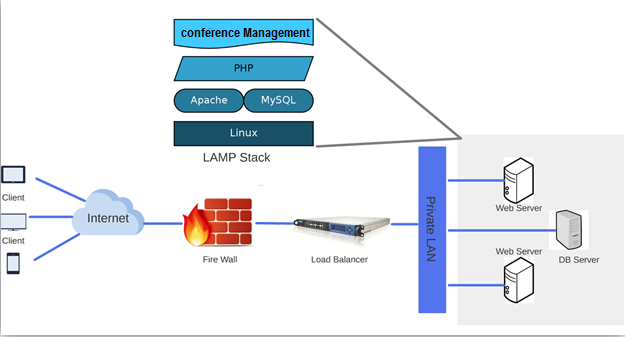 conference Management
PHP
Apache
MySQL
Linux
LAMP Stack
Client
Client
Internet
Fire Wall
Load Balancer
Private LAN
Web Server
DB Server
Web Server